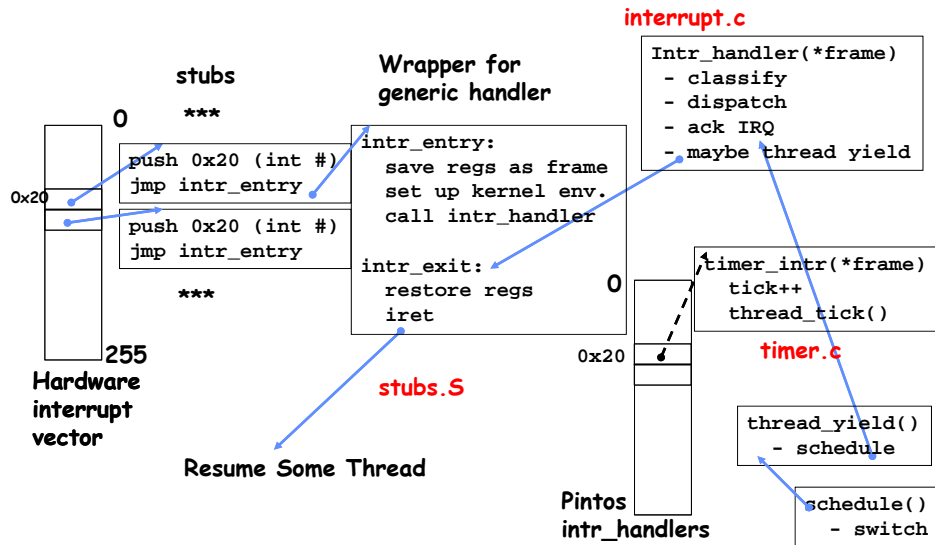 interrupt.c
Intr_handler(*frame)
- classify
- dispatch
- ack IRQ
- maybe thread yield
stubs
***
Wrapper for
generic handler
0
0x20
255
Hardware
interrupt
vector
push 0x20 (int #)
jmp intr_entry
push 0x20 (int #)
jmp intr_entry
***
intr_entry:
save regs as frame
set up kernel env.
call intr_handler
intr_exit:
restore regs
iret
stubs.S
Resume Some Thread
0
0x20
Pintos
intr_handlers
timer_intr(*frame)
tick++
thread_tick()
timer.c
thread_yield()
- schedule
schedule()
- switch